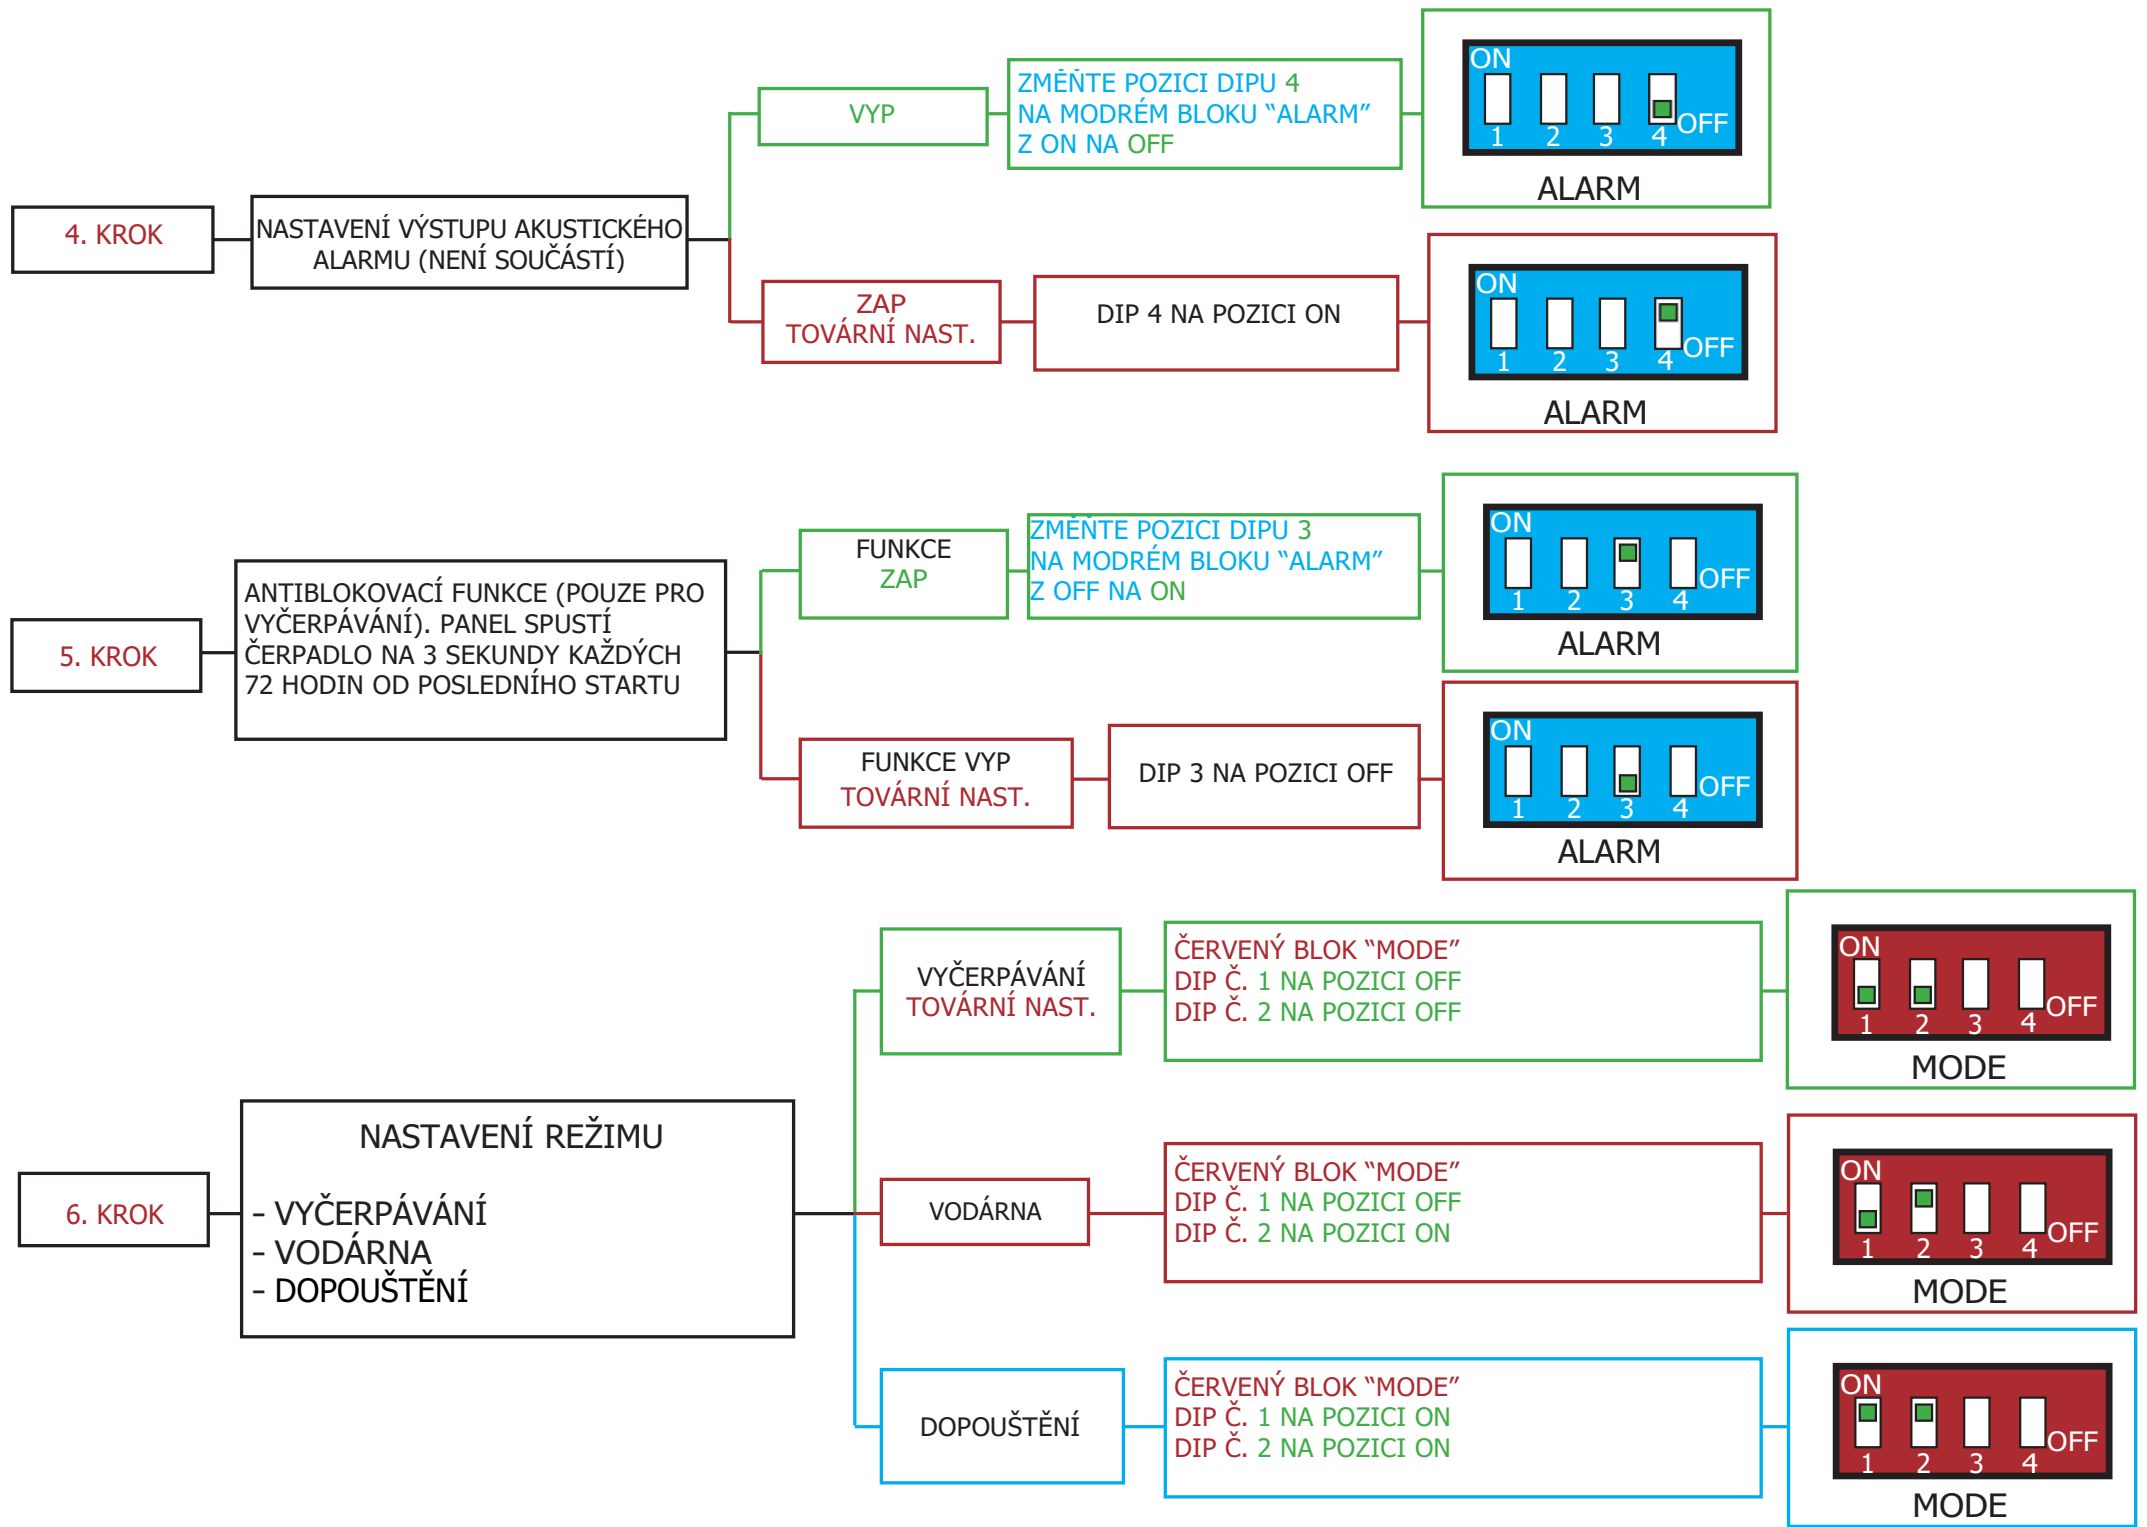 4. KROK
NASTAVENÍ VÝSTUPU AKUSTICKÉHO
ALARMU (NENÍ SOUČÁSTÍ)
VYP
ZMĚŇTE POZICI DIPU 4
NA MODRÉM BLOKU “ALARM”
Z ON NA OFF
ON
1 2 3 4 OFF
ALARM
ZAP
TOVÁRNÍ NAST.
DIP 4 NA POZICI ON
ON
1 2 3 4 OFF
ALARM
5. KROK
ANTIBLOKOVACÍ FUNKCE (POUZE PRO
VYČERPÁVÁNÍ). PANEL SPUSTÍ
ČERPADLO NA 3 SEKUNDY KAŽDÝCH
72 HODIN OD POSLEDNÍHO STARTU
FUNKCE
ZAP
ZMĚŇTE POZICI DIPU 3
NA MODRÉM BLOKU “ALARM”
Z OFF NA ON
ON
1 2 3 4 OFF
ALARM
FUNKCE VYP
TOVÁRNÍ NAST.
DIP 3 NA POZICI OFF
ON
1 2 3 4 OFF
ALARM
6. KROK
NASTAVENÍ REŽIMU
- VYČERPÁVÁNÍ
- VODÁRNA
- DOPOUŠTĚNÍ
VYČERPÁVÁNÍ
TOVÁRNÍ NAST.
ČERVENÝ BLOK “MODE”
DIP Č. 1 NA POZICI OFF
DIP Č. 2 NA POZICI OFF
ON
1 2 3 4 OFF
MODE
VODÁRNA
ČERVENÝ BLOK “MODE”
DIP Č. 1 NA POZICI OFF
DIP Č. 2 NA POZICI ON
ON
1 2 3 4 OFF
MODE
DOPOUŠTĚNÍ
ČERVENÝ BLOK “MODE”
DIP Č. 1 NA POZICI ON
DIP Č. 2 NA POZICI ON
ON
1 2 3 4 OFF
MODE